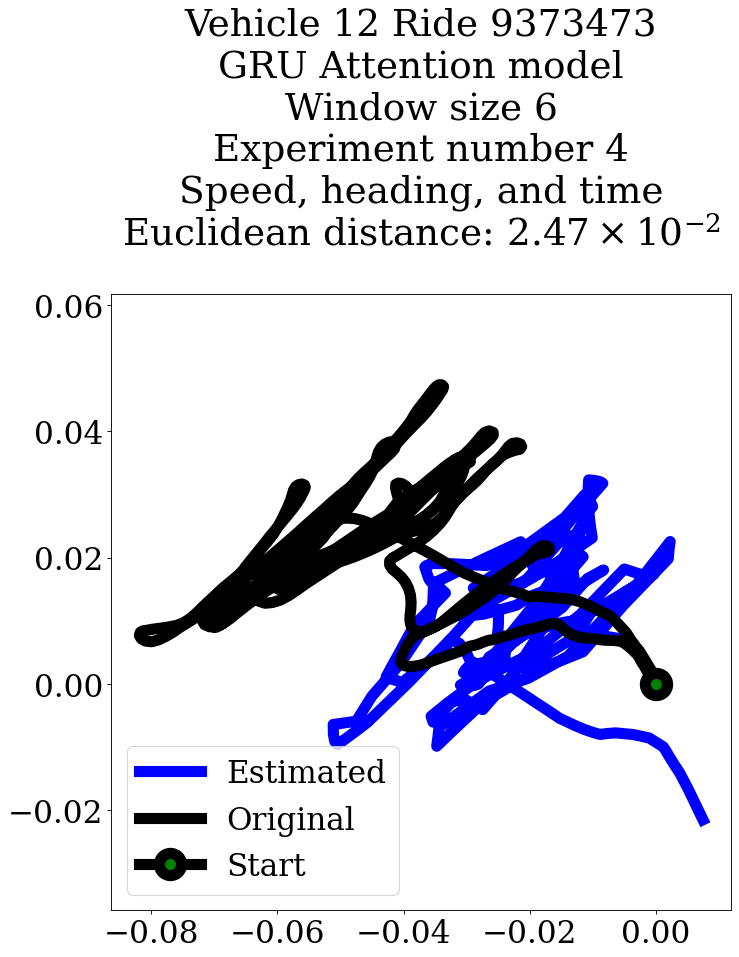 Vehicle 12 Ride 9373473
GRU Attention model
Window size 6
Experiment number 4
Speed, heading, and time
Euclidean distance: 2.47 × 10⁻²
0.06
0.04
0.02
0.00
−0.02
Estimated
Original
Start
−0.08 −0.06 −0.04 −0.02 0.00